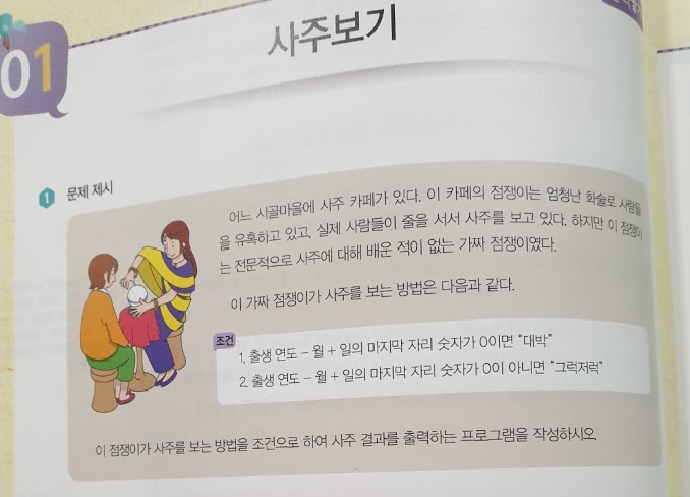 01
사주보기
1 문제 제시
어느 시골마을에 사주 카페가 있다. 이 카페의 점쟁이는 엄청난 화술로 사람들
을 유혹하고 있고, 실제 사람들이 줄을 서서 사주를 보고 있다. 하지만 이 점쟁이
는 전문적으로 사주에 대해 배운 적이 없는 가짜 점쟁이였다.
이 가짜 점쟁이가 사주를 보는 방법은 다음과 같다.
조건
1. 출생 연도 - 월 + 일의 마지막 자리 숫자가 0이면 “대박”
2. 출생 연도 - 월 + 일의 마지막 자리 숫자가 0이 아니면 “그럭저럭”
이 점쟁이가 사주를 보는 방법을 조건으로 하여 사주 결과를 출력하는 프로그램을 작성하시오